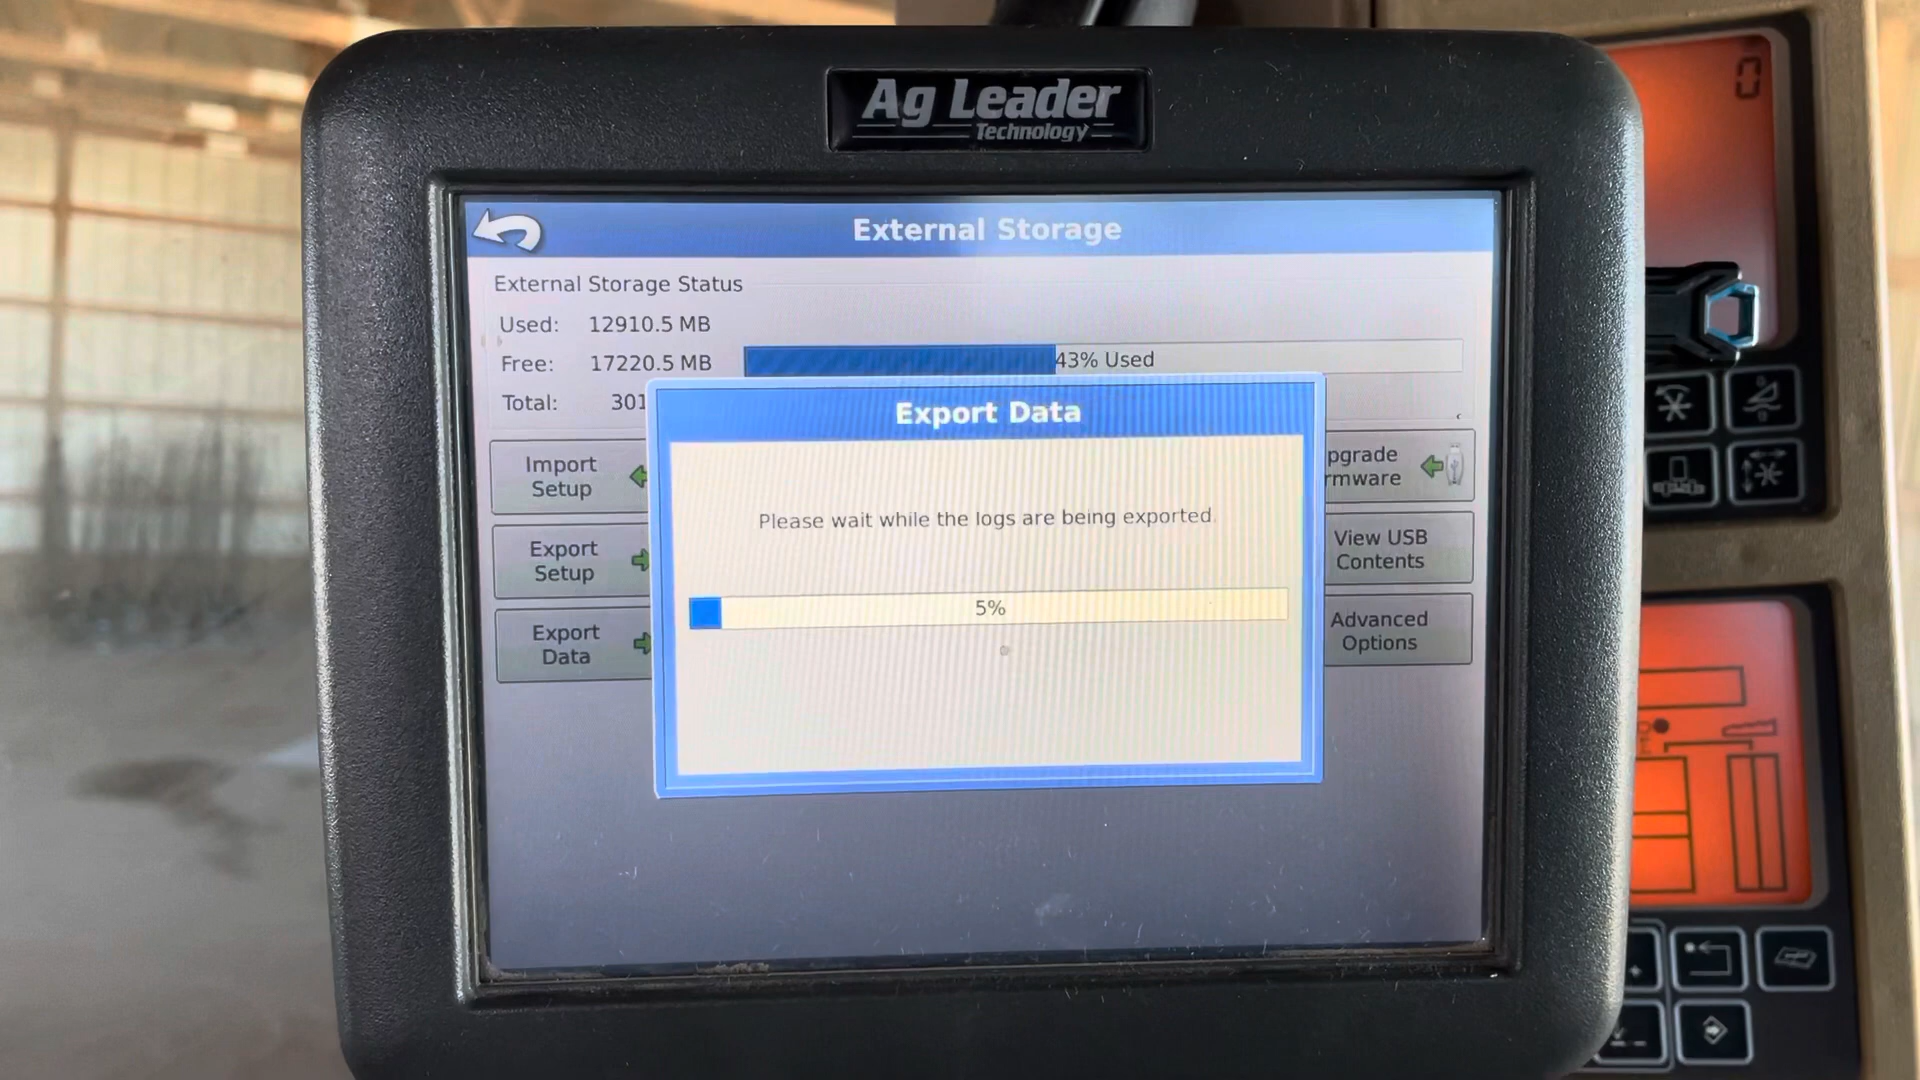 Ag Leader
Technology
External Storage
External Storage Status
Used: 12910.5 MB
Free: 17220.5 MB
43% Used
Total: 301
Export Data
Import
Setup
pgrade
rmware
Please wait while the logs are being exported.
Export
Setup
View USB
Contents
5%
Export
Data
Advanced
Options
0